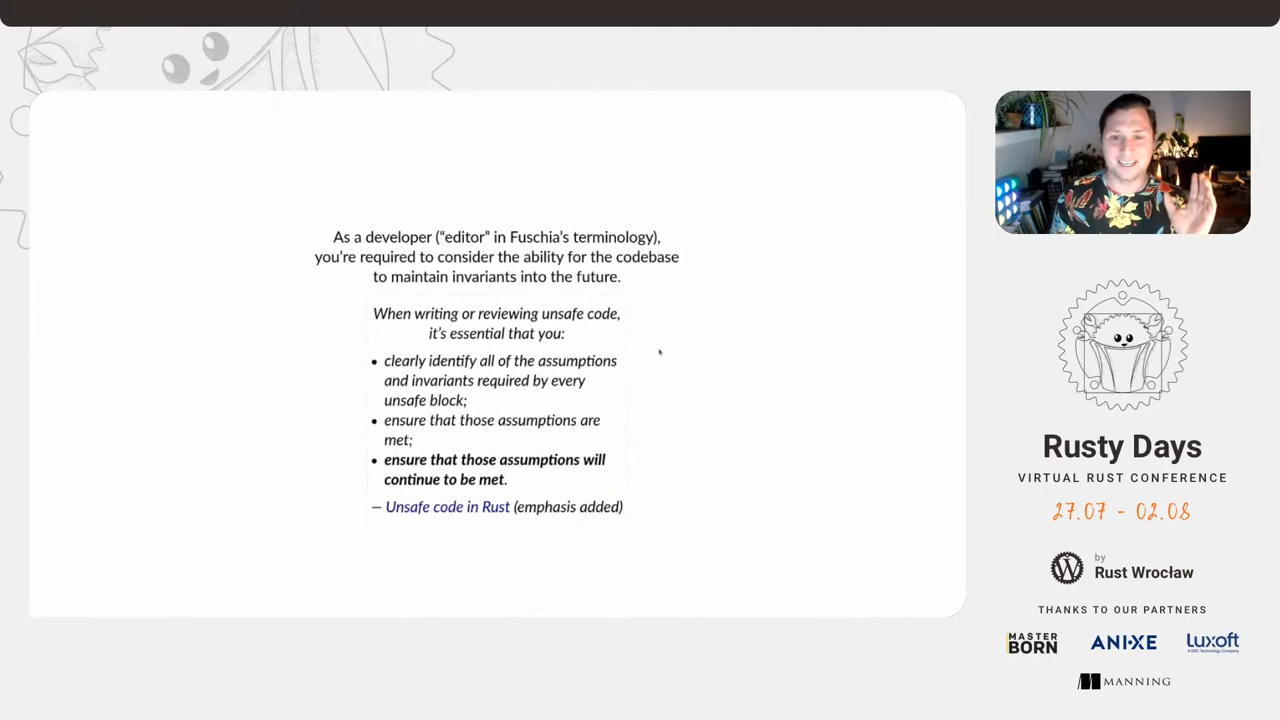 As a developer (“editor” in Fuschia’s terminology),
you’re required to consider the ability for the codebase
to maintain invariants into the future.
When writing or reviewing unsafe code,
it’s essential that you:
• clearly identify all of the assumptions
and invariants required by every
unsafe block;
• ensure that those assumptions are
met;
• ensure that those assumptions will
continue to be met.
— Unsafe code in Rust (emphasis added)
Rusty Days
VIRTUAL RUST CONFERENCE
27.07 - 02.08
by
Rust Wrocław
THANKS TO OUR PARTNERS
MASTER
BORN
ANIXE
Luxoft
A DXC Technology Company
MANNING